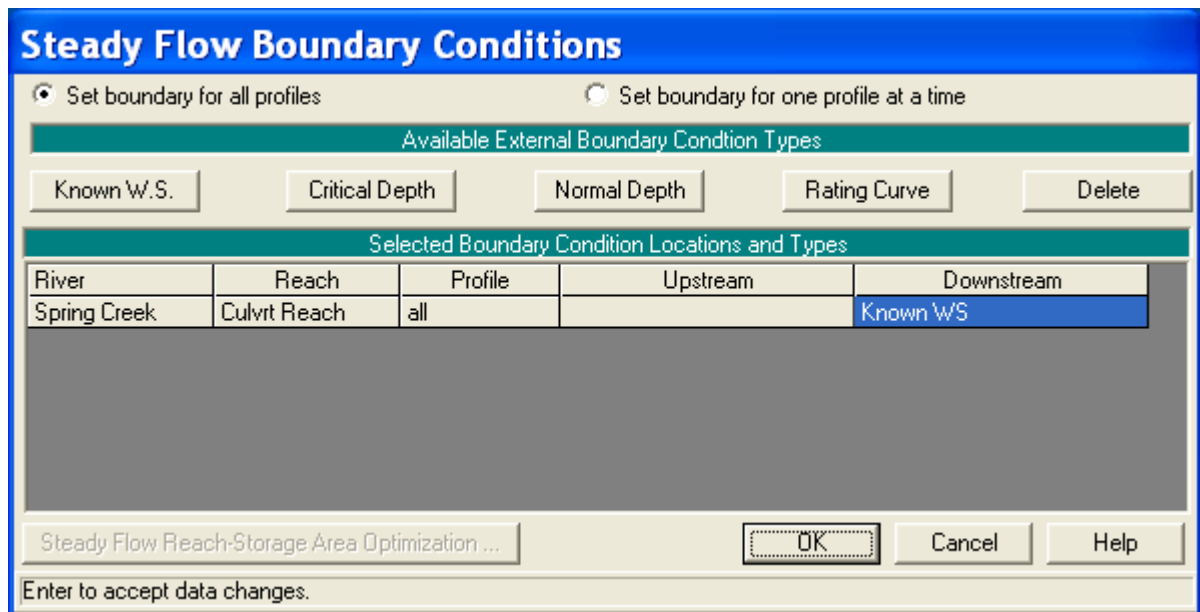 Steady Flow Boundary Conditions
Set boundary for all profiles Set boundary for one profile at a time
Available External Boundary Condtion Types
Known W.S. Critical Depth Normal Depth Rating Curve Delete
Selected Boundary Condition Locations and Types
River Reach Profile Upstream Downstream
Spring Creek Culvrt Reach all Known WS
Steady Flow Reach-Storage Area Optimization ... OK Cancel Help
Enter to accept data changes.